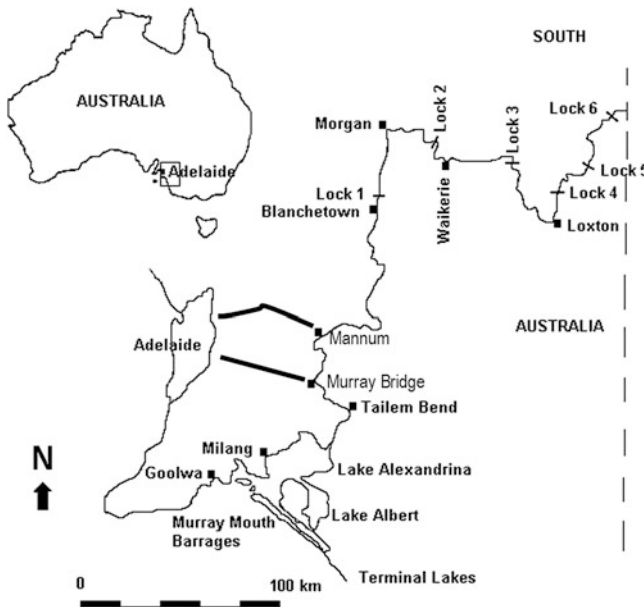 SOUTH
AUSTRALIA
Adelaide
Lock 6
Lock 2
Lock 3
Morgan
Waikerie
Lock 5
Lock 1
Lock 4
Blanchetown
Loxton
AUSTRALIA
Adelaide
Mannum
Murray Bridge
Tailem Bend
Milang
N
Goolwa
Lake Alexandrina
Murray Mouth
Barrages
Lake Albert
Terminal Lakes
0
100 km